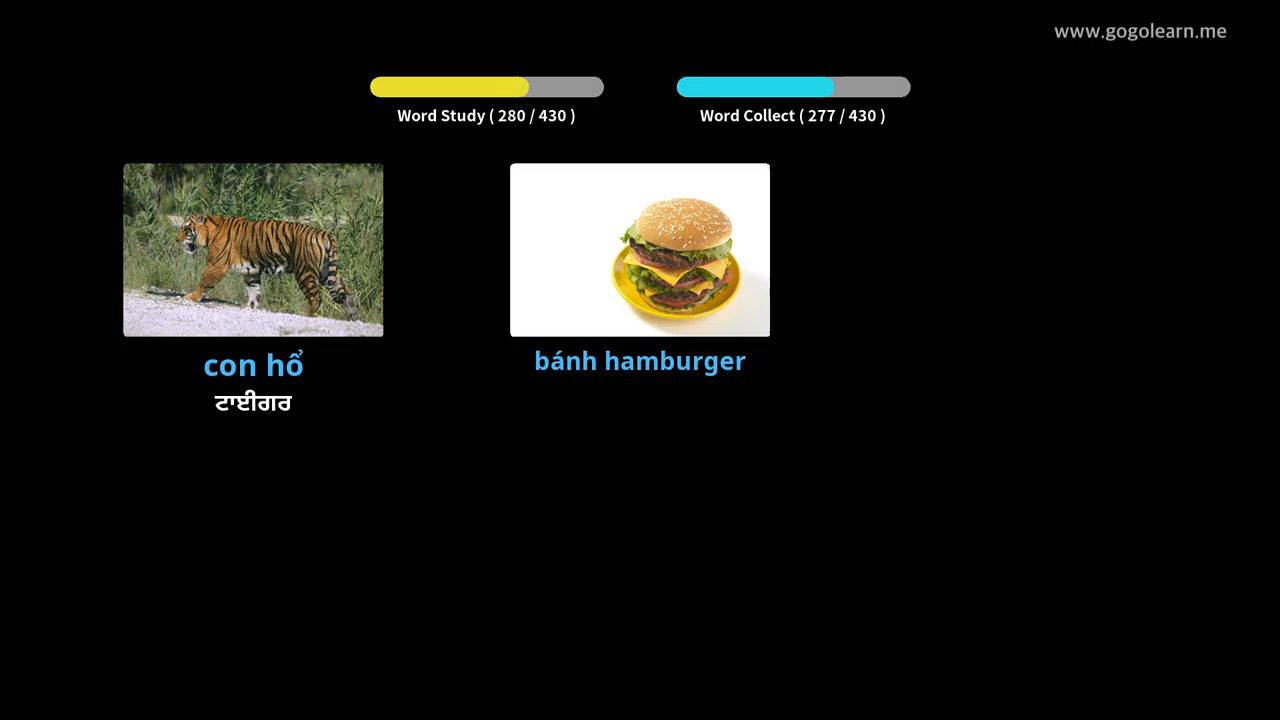 www.gogolearn.me
Word Study ( 280 / 430 )
Word Collect ( 277 / 430 )
con hổ
ਟਾਈਗਰ
bánh hamburger